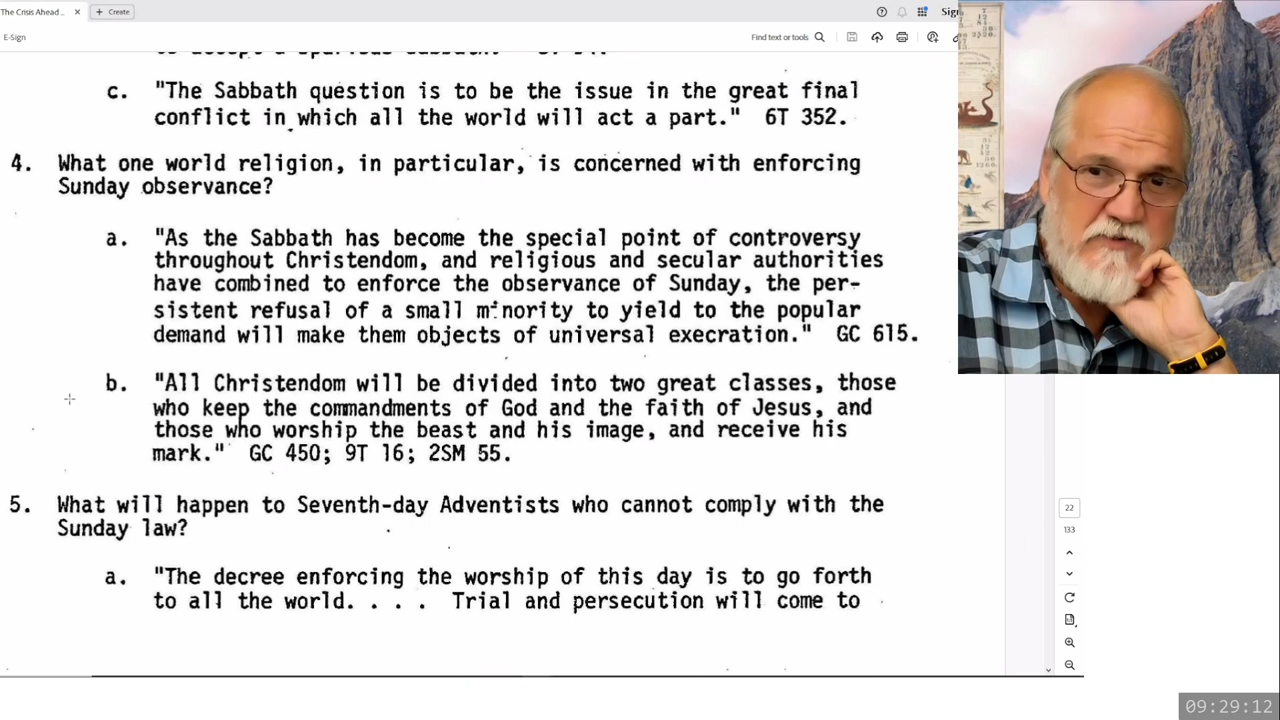 The Crisis Ahead ..
Create
Sign
E-Sign
Find text or tools
c. "The Sabbath question is to be the issue in the great final
conflict in which all the world will act a part." 6T 352.
4. What one world religion, in particular, is concerned with enforcing
Sunday observance?
a. "As the Sabbath has become the special point of controversy
throughout Christendom, and religious and secular authorities
have combined to enforce the observance of Sunday, the per-
sistent refusal of a small minority to yield to the popular
demand will make them objects of universal execration." GC 615.
b. "All Christendom will be divided into two great classes, those
who keep the commandments of God and the faith of Jesus, and
those who worship the beast and his image, and receive his
mark." GC 450; 9T 16; 2SM 55.
5. What will happen to Seventh-day Adventists who cannot comply with the
Sunday law?
a. "The decree enforcing the worship of this day is to go forth
to all the world. . . . Trial and persecution will come to
22
133
09:29:12